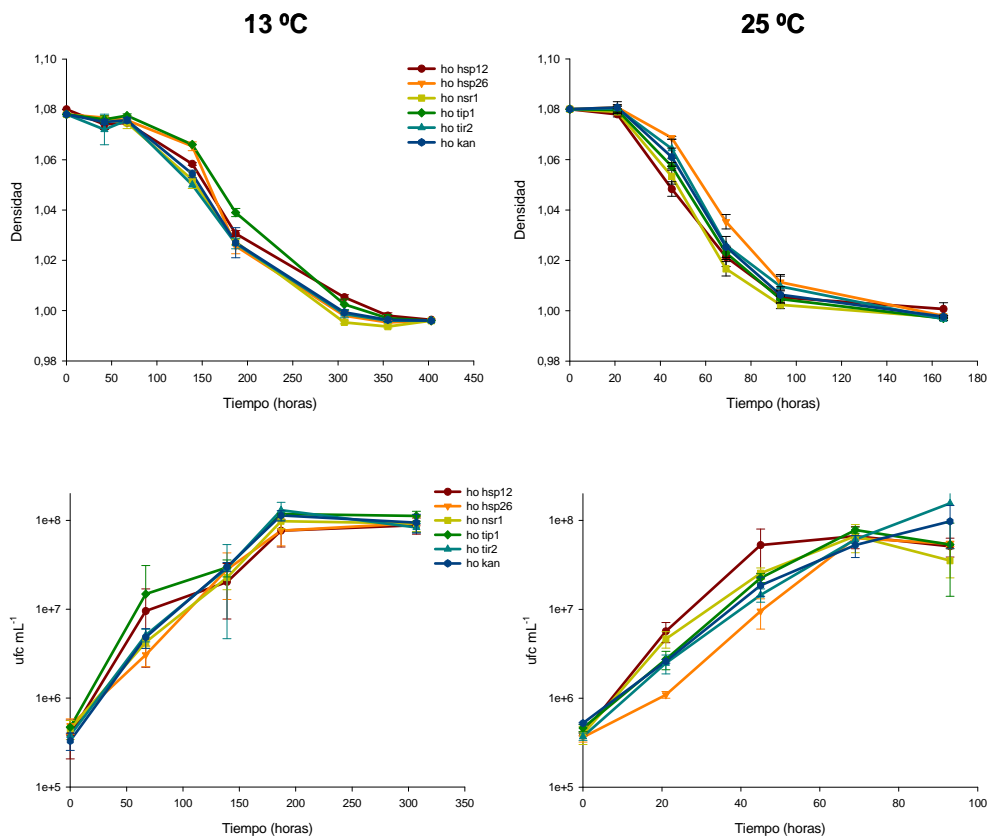 13 ºC
25 ºC
1,10
1,08
1,06
1,04
1,02
1,00
0,98
Densidad
0 50 100 150 200 250 300 350 400 450
Tiempo (horas)
ho hsp12
ho hsp26
ho nsr1
ho tip1
ho tir2
ho kan
1,10
1,08
1,06
1,04
1,02
1,00
0,98
Densidad
0 20 40 60 80 100 120 140 160 180
Tiempo (horas)
1e+8
1e+7
1e+6
1e+5
ufc mL⁻¹
0 50 100 150 200 250 300 350
Tiempo (horas)
ho hsp12
ho hsp26
ho nsr1
ho tip1
ho tir2
ho kan
1e+8
1e+7
1e+6
1e+5
ufc mL⁻¹
0 20 40 60 80 100
Tiempo (horas)